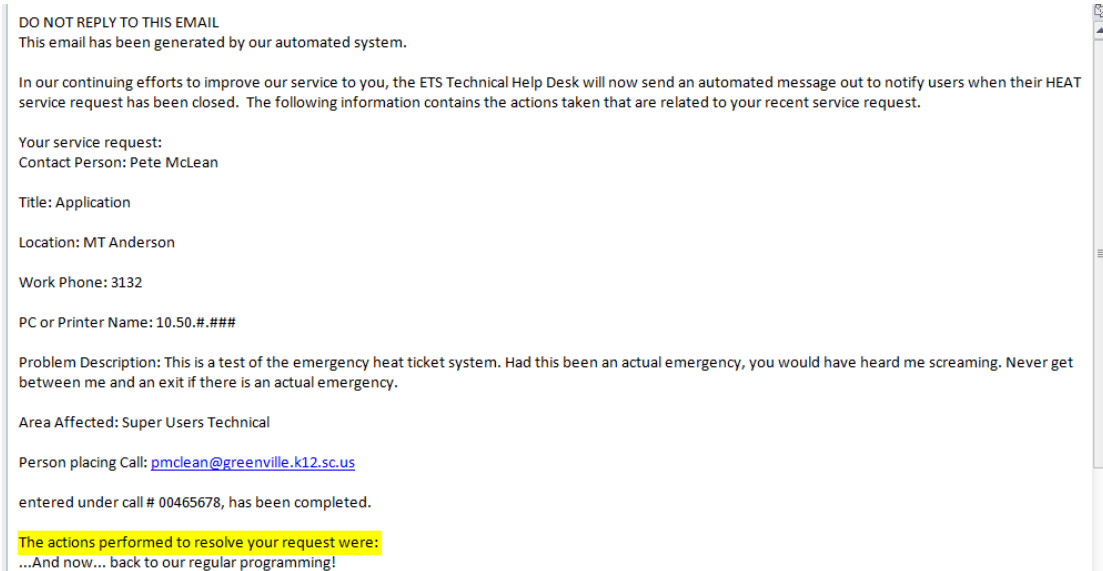 DO NOT REPLY TO THIS EMAIL
This email has been generated by our automated system.
In our continuing efforts to improve our service to you, the ETS Technical Help Desk will now send an automated message out to notify users when their HEAT
service request has been closed.  The following information contains the actions taken that are related to your recent service request.
Your service request:
Contact Person: Pete McLean
Title: Application
Location: MT Anderson
Work Phone: 3132
PC or Printer Name: 10.50.#.###
Problem Description: This is a test of the emergency heat ticket system. Had this been an actual emergency, you would have heard me screaming. Never get
between me and an exit if there is an actual emergency.
Area Affected: Super Users Technical
Person placing Call: pmclean@greenville.k12.sc.us
entered under call # 00465678, has been completed.
The actions performed to resolve your request were:
...And now... back to our regular programming!